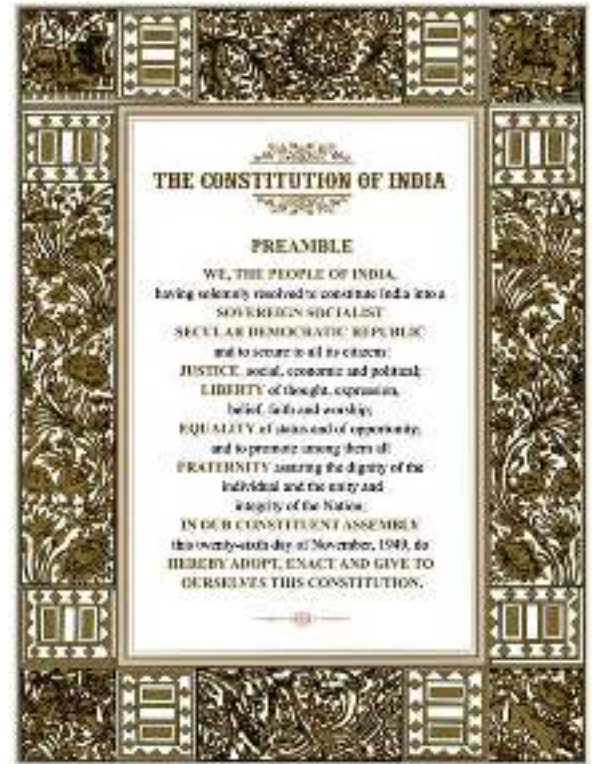 THE CONSTITUTION OF INDIA
PREAMBLE
WE, THE PEOPLE OF INDIA,
having solemnly resolved to constitute India into a
SOVEREIGN SOCIALIST
SECULAR DEMOCRATIC REPUBLIC
and to secure to all its citizens:
JUSTICE, social, economic and political;
LIBERTY of thought, expression,
belief, faith and worship;
EQUALITY of status and of opportunity;
and to promote among them all
FRATERNITY assuring the dignity of the
individual and the unity and
integrity of the Nation;
IN OUR CONSTITUENT ASSEMBLY
this twenty-sixth day of November, 1949, do
HEREBY ADOPT, ENACT AND GIVE TO
OURSELVES THIS CONSTITUTION.